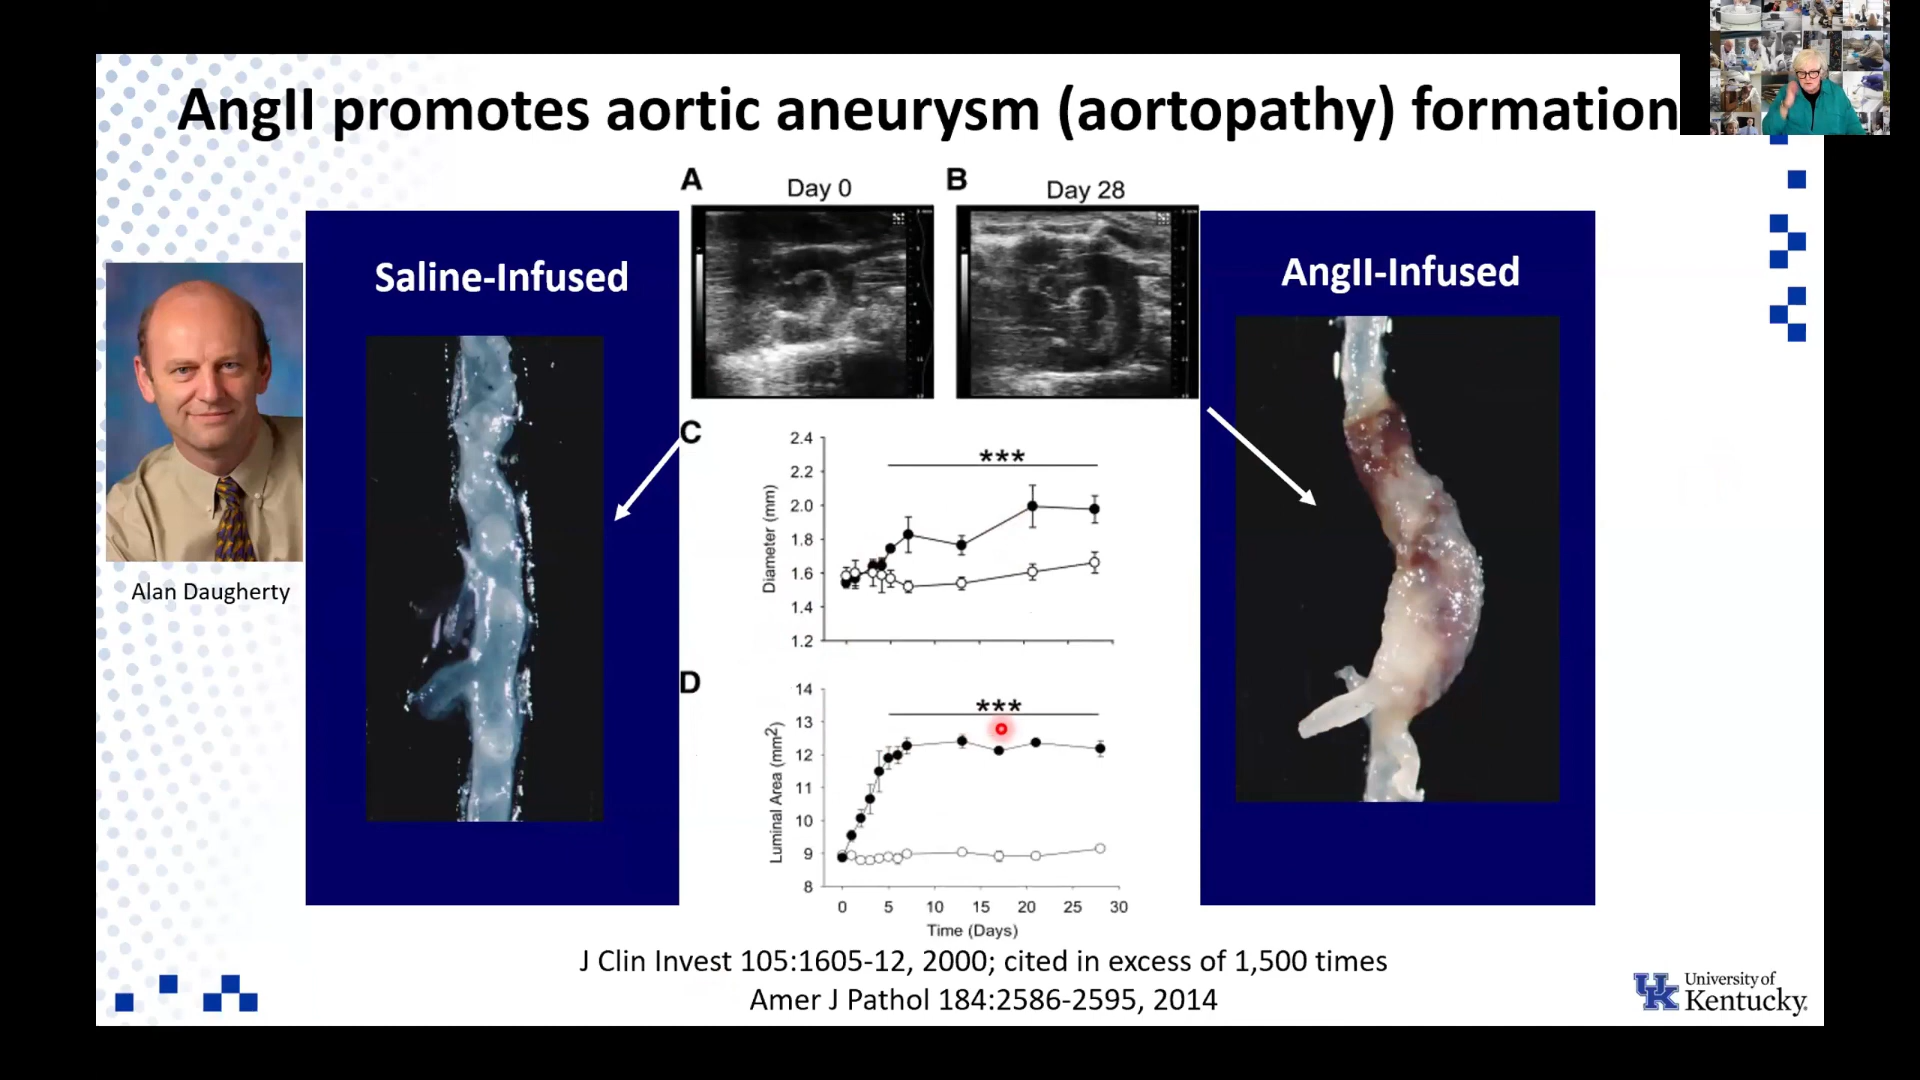 AngII promotes aortic aneurysm (aortopathy) formation
A
Day 0
B
Day 28
Saline-Infused
AngII-Infused
Alan Daugherty
C
Diameter (mm)
2.4
2.2
2.0
1.8
1.6
1.4
1.2
***
D
Luminal Area (mm2)
14
13
12
11
10
9
8
***
0 5 10 15 20 25 30
Time (Days)
J Clin Invest 105:1605-12, 2000; cited in excess of 1,500 times
Amer J Pathol 184:2586-2595, 2014
UK University of
Kentucky.